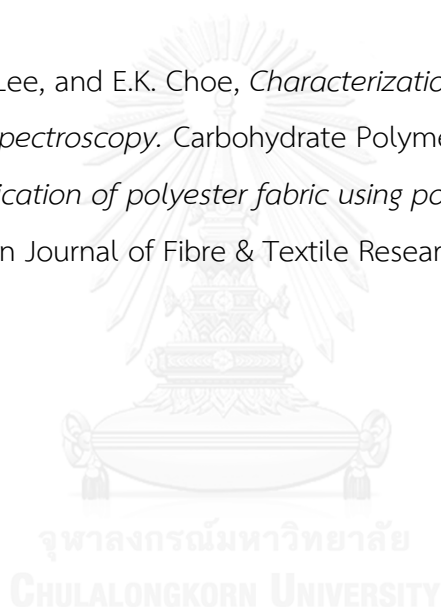 Lee, and E.K. Choe, Characterizatio
pectroscopy. Carbohydrate Polyme
ication of polyester fabric using po
n Journal of Fibre & Textile Resear
จุฬาลงกรณ์มหาวิทยาลัย
CHULALONGKORN UNIVERSITY